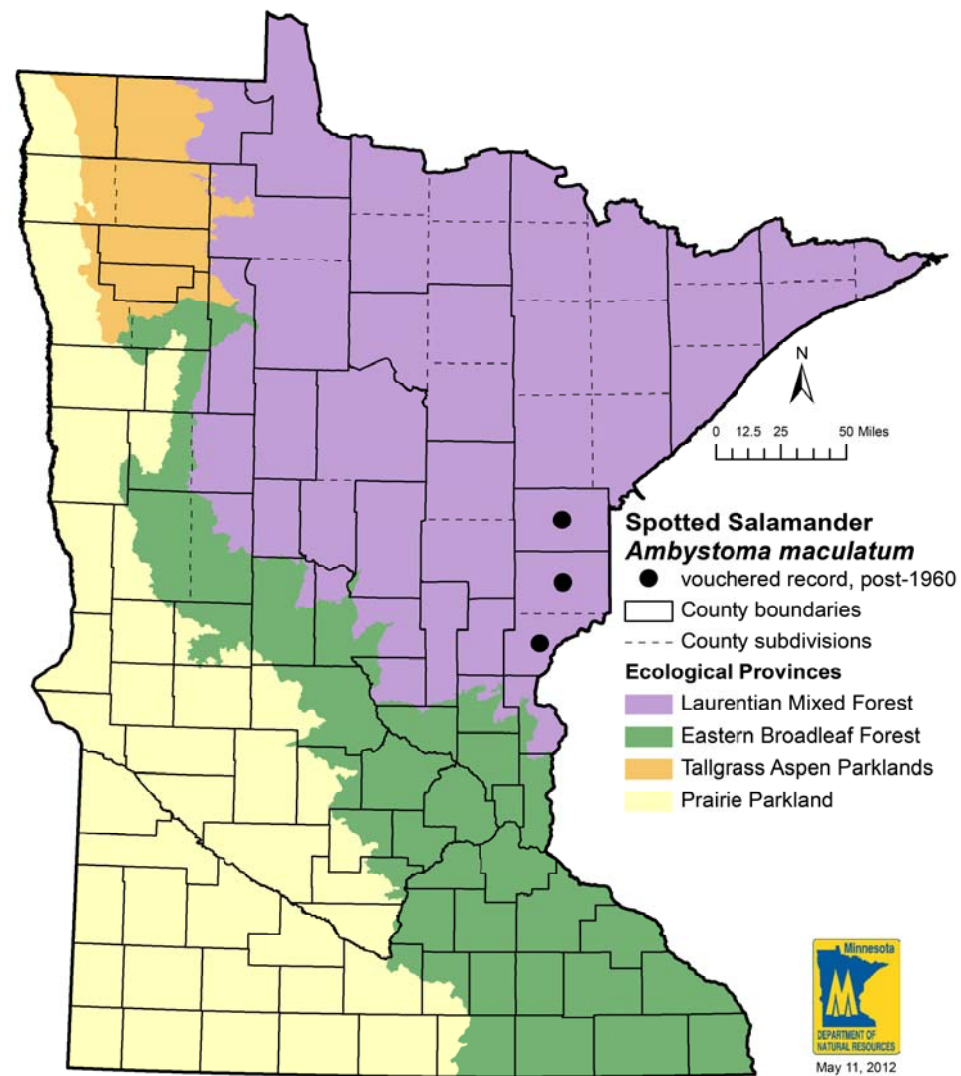 N
0 12.5 25 50 Miles
Spotted Salamander
Ambystoma maculatum
vouchered record, post-1960
County boundaries
County subdivisions
Ecological Provinces
Laurentian Mixed Forest
Eastern Broadleaf Forest
Tallgrass Aspen Parklands
Prairie Parkland
Minnesota
DEPARTMENT OF
NATURAL RESOURCES
May 11, 2012